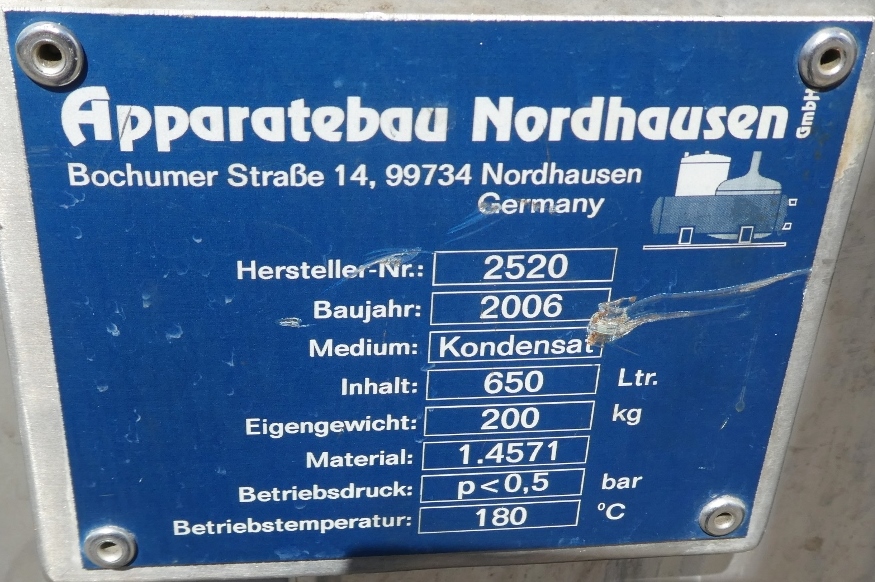 Apparatebau Nordhausen GmbH
Bochumer Straße 14, 99734 Nordhausen
Germany
Hersteller-Nr.: 2520
Baujahr: 2006
Medium: Kondensat
Inhalt: 650 Ltr.
Eigengewicht: 200 kg
Material: 1.4571
Betriebsdruck: p<0,5 bar
Betriebstemperatur: 180 °C